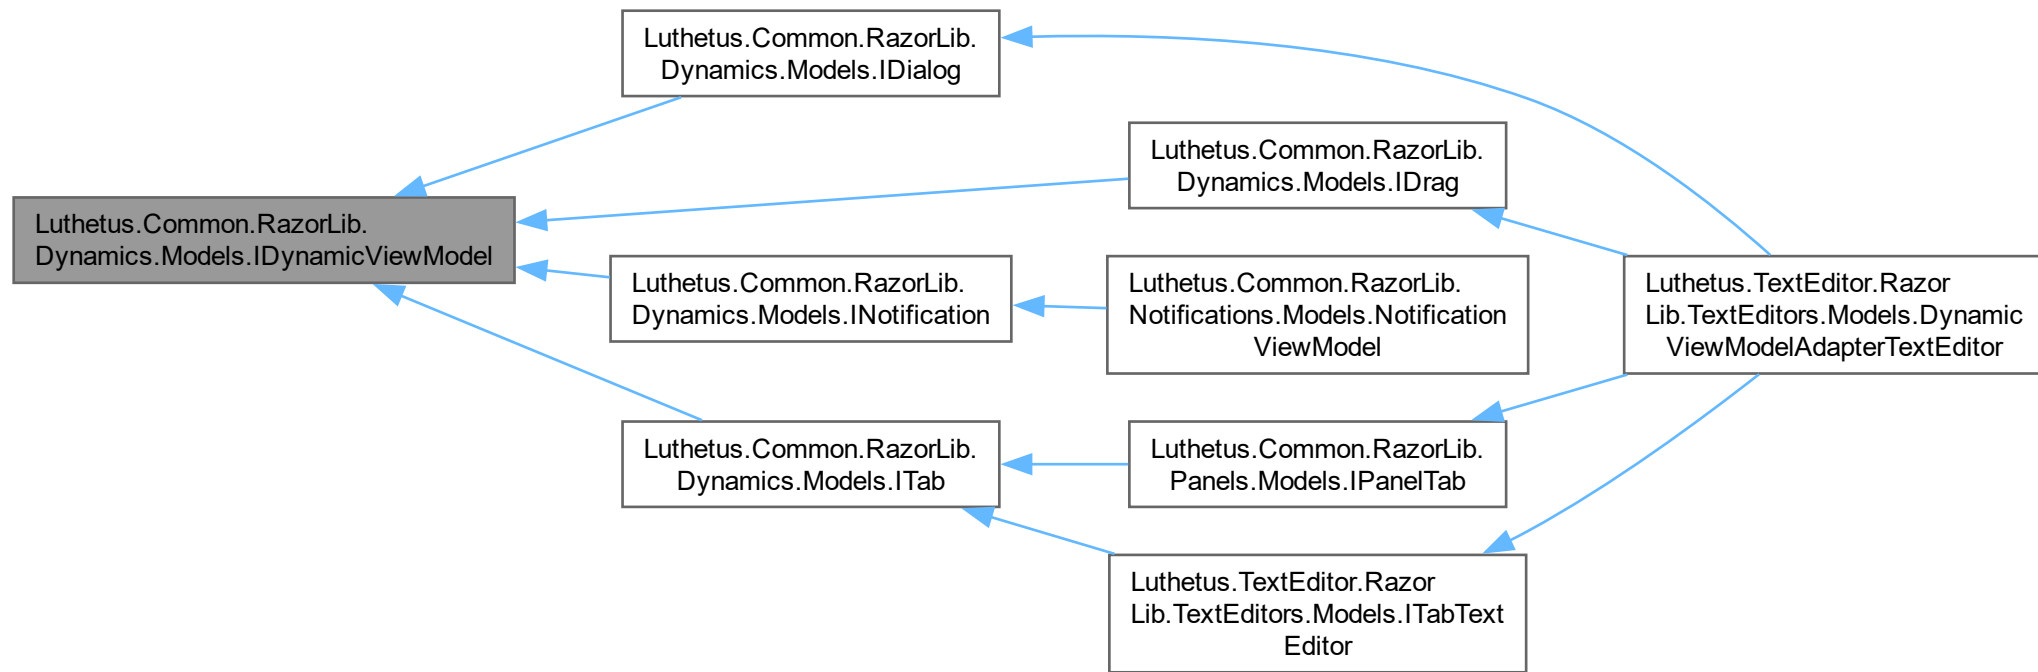 Luthetus.Common.RazorLib.
Dynamics.Models.IDialog
Luthetus.Common.RazorLib.
Dynamics.Models.IDrag
Luthetus.Common.RazorLib.
Dynamics.Models.IDynamicViewModel
Luthetus.Common.RazorLib.
Dynamics.Models.INotification
Luthetus.Common.RazorLib.
Notifications.Models.Notification
ViewModel
Luthetus.TextEditor.Razor
Lib.TextEditors.Models.Dynamic
ViewModelAdapterTextEditor
Luthetus.Common.RazorLib.
Dynamics.Models.ITab
Luthetus.Common.RazorLib.
Panels.Models.IPanelTab
Luthetus.TextEditor.Razor
Lib.TextEditors.Models.ITabText
Editor